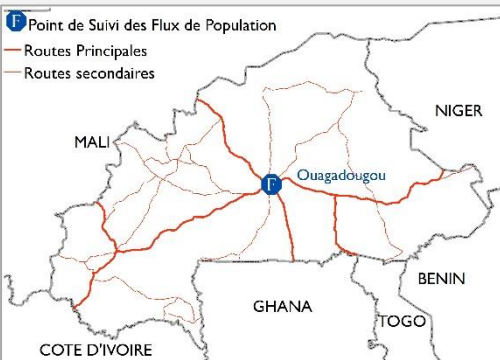 F Point de Suivi des Flux de Population
Routes Principales
Routes secondaires
NIGER
MALI
Ouagadougou
F
BENIN
GHANA
TOGO
COTE D'IVOIRE